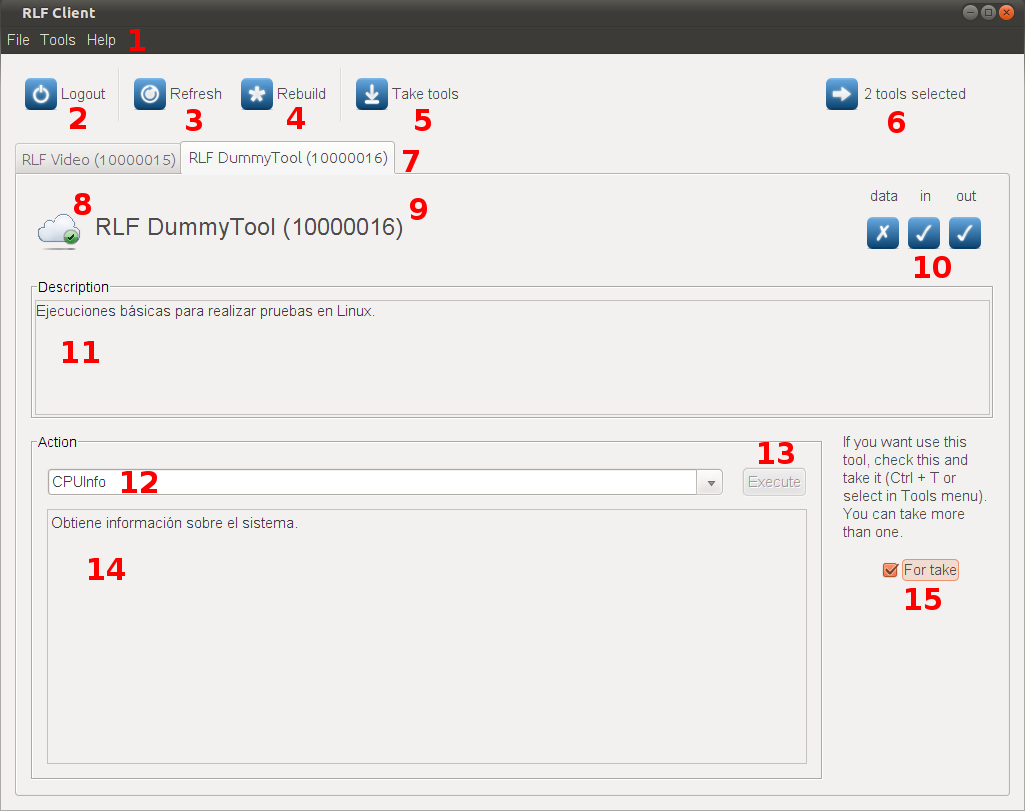 RLF Client
File Tools Help 1
Logout Refresh Rebuild Take tools 2 tools selected
2 3 4 5 6
RLF Video (10000015) RLF DummyTool (10000016) 7
data in out
8 RLF DummyTool (10000016) 9
10
Description
Ejecuciones básicas para realizar pruebas en Linux.
11
Action
CPUInfo 12
13
Execute
Obtiene información sobre el sistema.
14
If you want use this
tool, check this and
take it (Ctrl + T or
select in Tools menu).
You can take more
than one.
For take
15